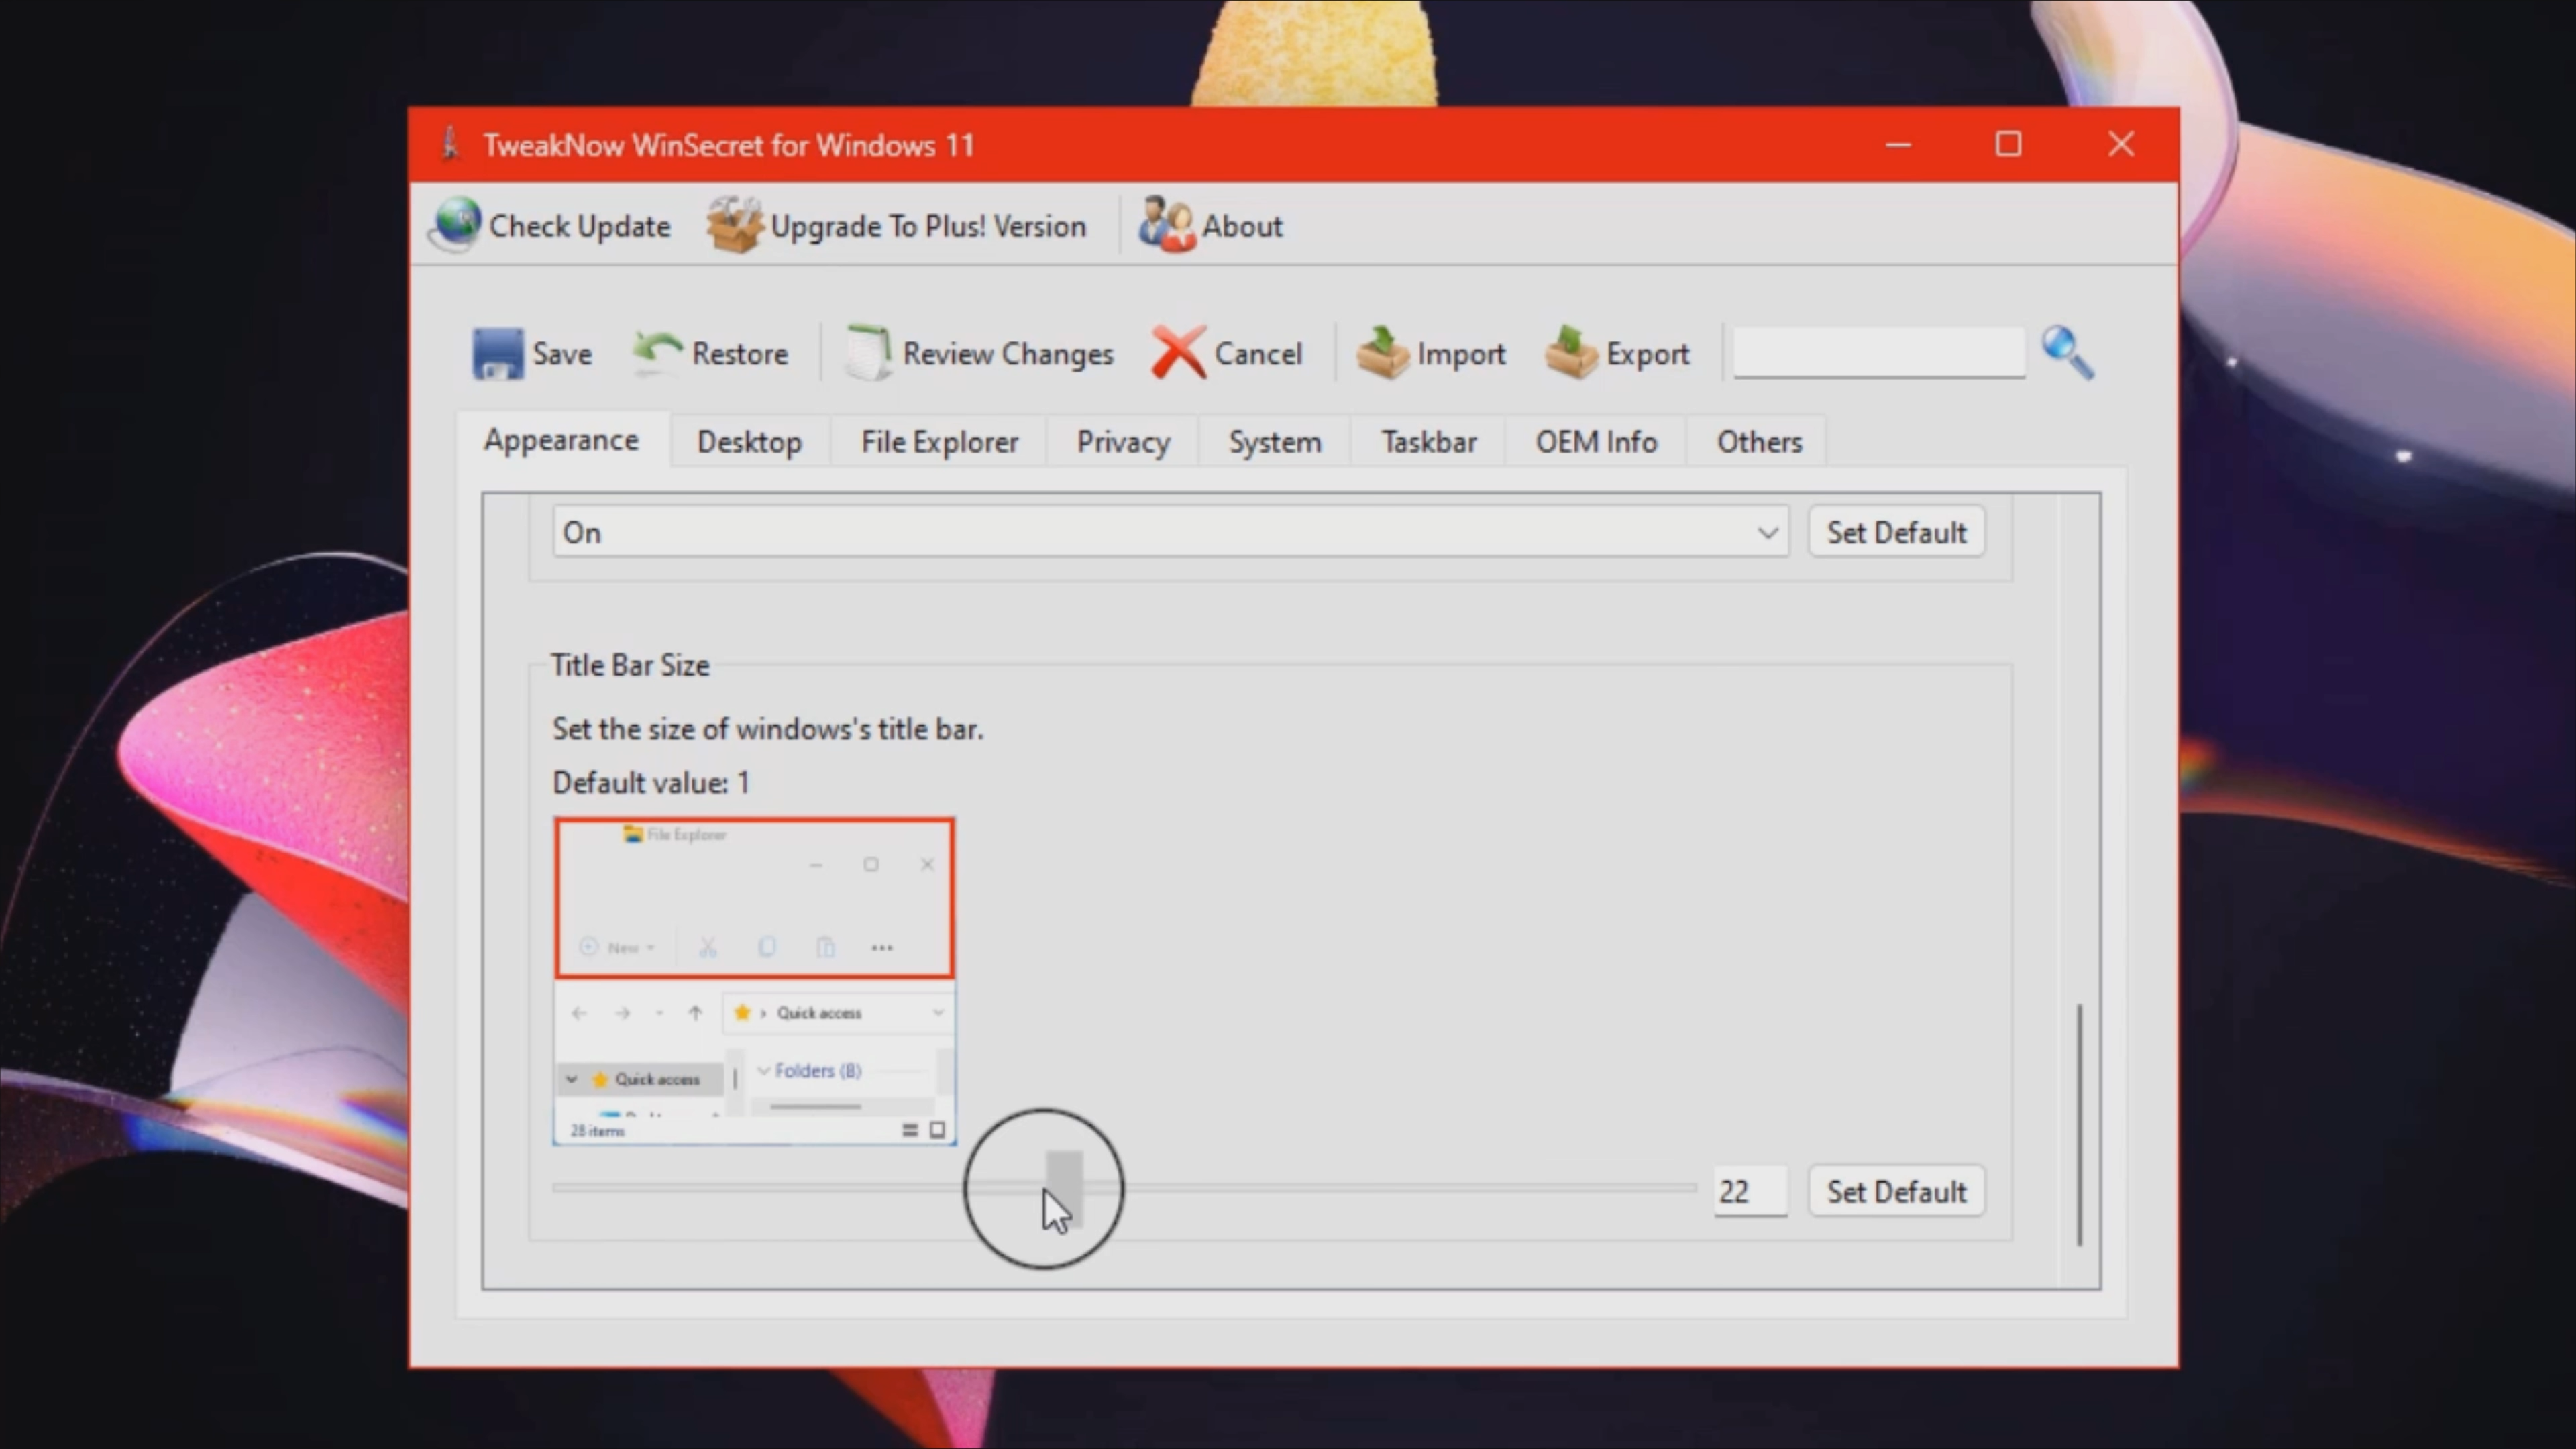 TweakNow WinSecret for Windows 11
Check Update Upgrade To Plus! Version About
Save Restore Review Changes Cancel Import Export
Appearance Desktop File Explorer Privacy System Taskbar OEM Info Others
On Set Default
Title Bar Size
Set the size of windows's title bar.
Default value: 1
File Explorer
New
Quick access
Quick access Folders (8)
28 items
22 Set Default